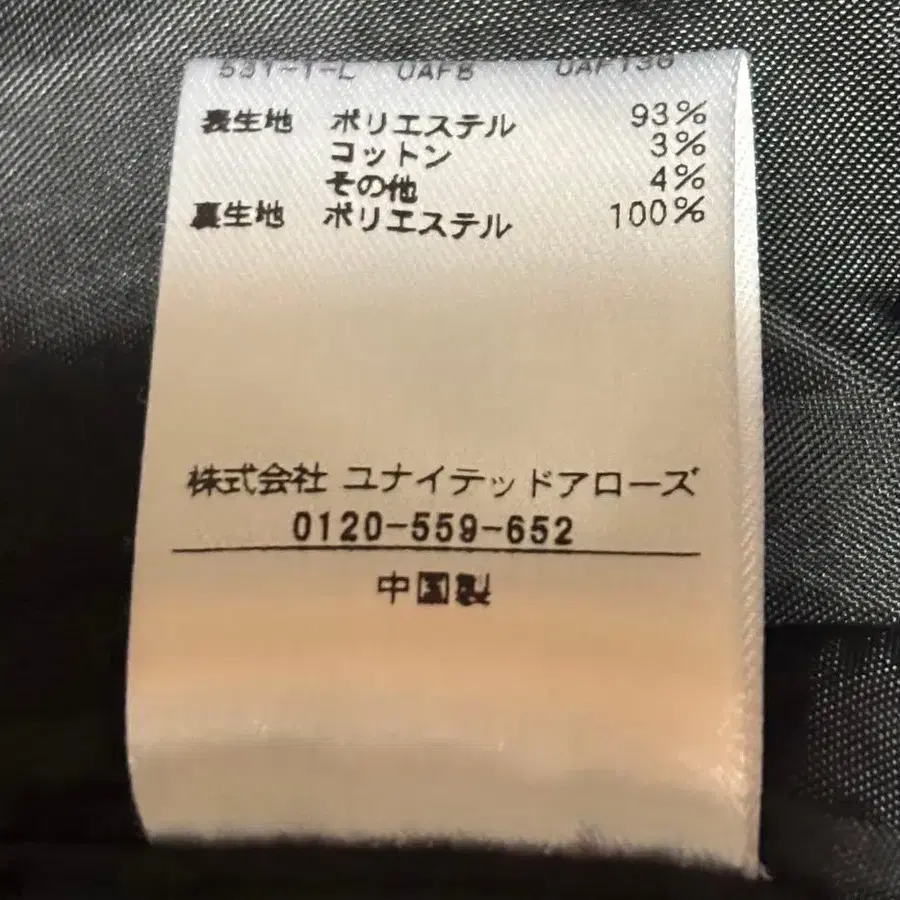 表生地 ポリエステル 93%
コットン 3%
その他 4%
裏生地 ポリエステル 100%
株式会社 ユナイテッドアローズ
0120-559-652
中国製